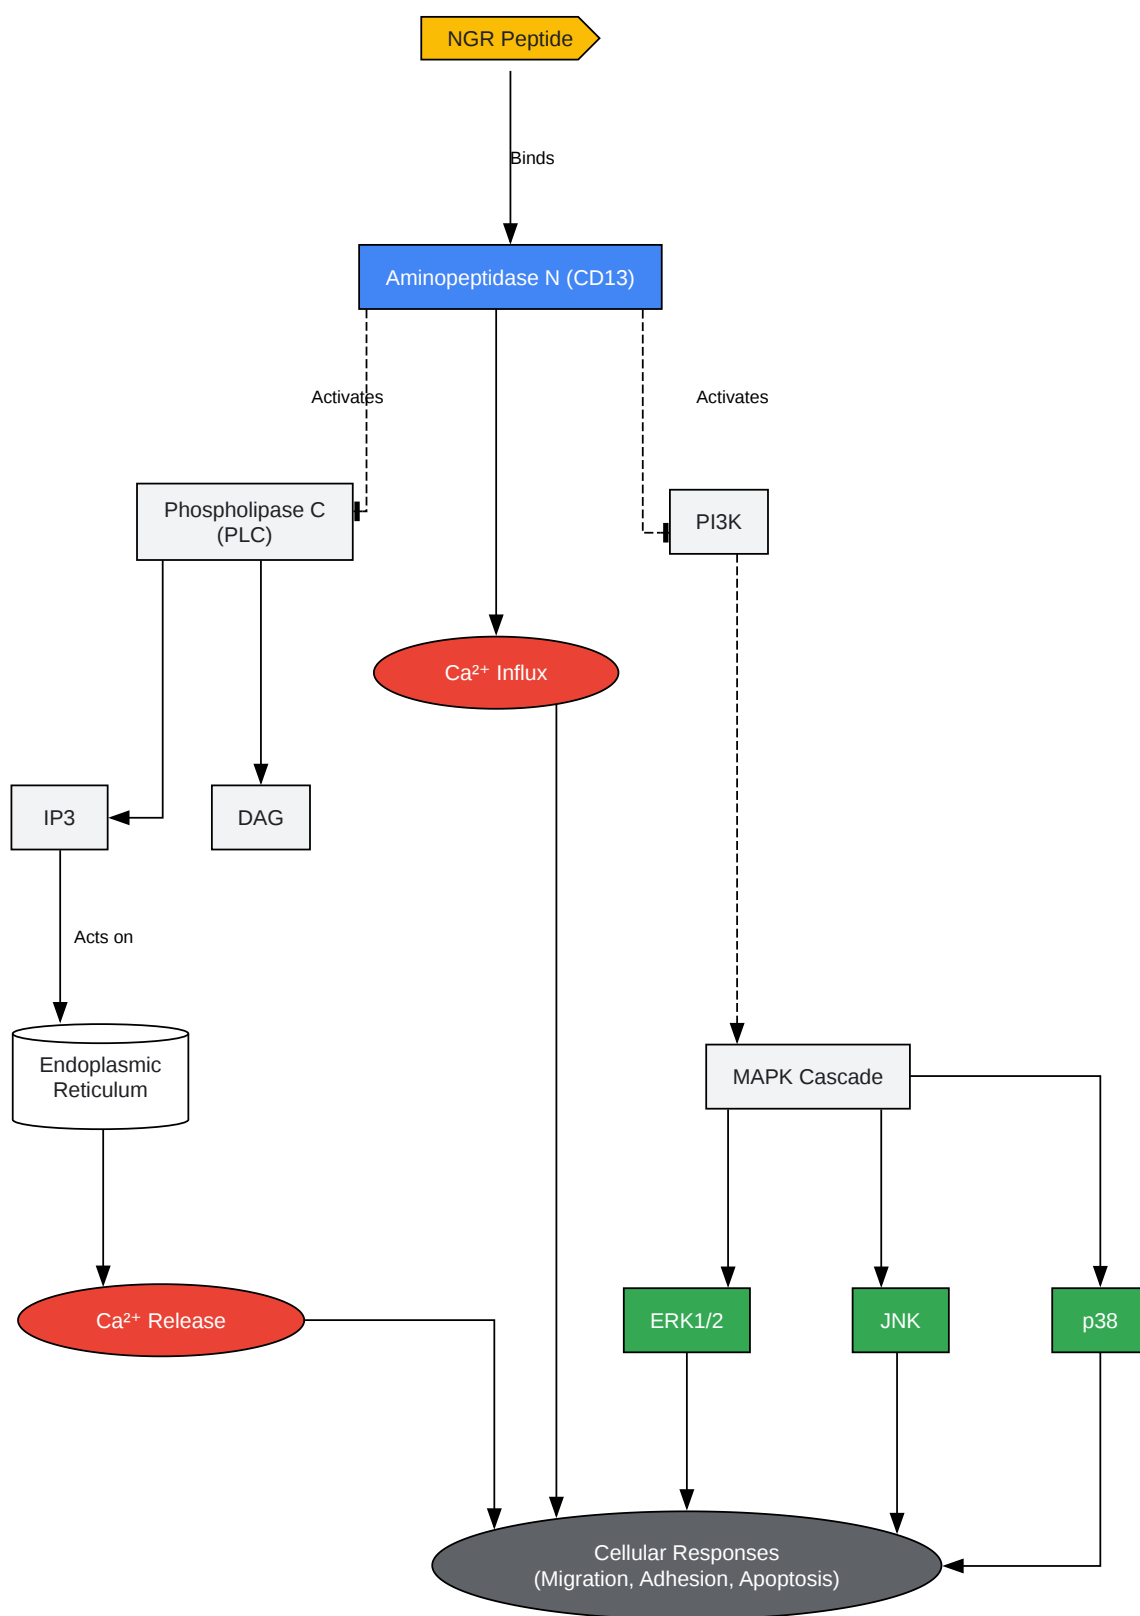 NGR Peptide
Binds
Aminopeptidase N (CD13)
Activates
Activates
Phospholipase C
(PLC)
PI3K
Ca²⁺ Influx
IP3
DAG
Acts on
Endoplasmic
Reticulum
MAPK Cascade
Ca²⁺ Release
ERK1/2
JNK
p38
Cellular Responses
(Migration, Adhesion, Apoptosis)